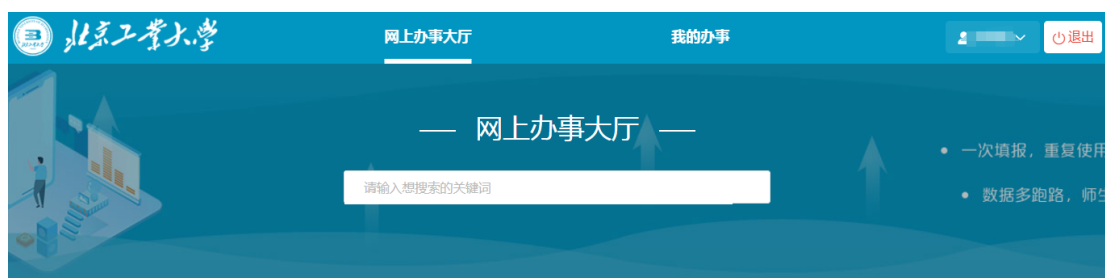 北京工业大学
网上办事大厅
我的办事
退出
网上办事大厅
一次填报，重复使用
请输入想搜索的关键词
数据多跑路，师生